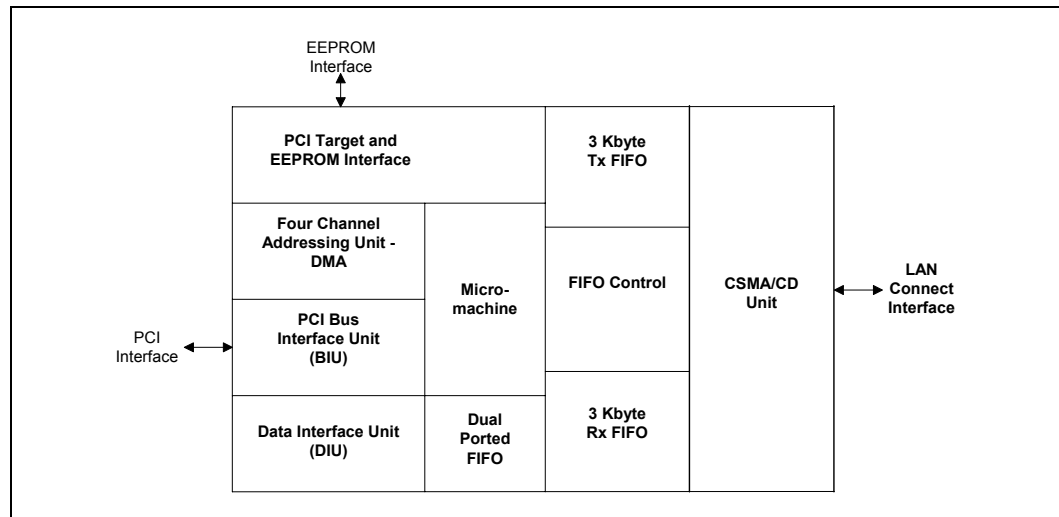 EEPROM
Interface
PCI Target and
EEPROM Interface
3 Kbyte
Tx FIFO
Four Channel
Addressing Unit -
DMA
Micro-
machine
FIFO Control
CSMA/CD
Unit
LAN
Connect
Interface
PCI
Interface
PCI Bus
Interface Unit
(BIU)
Data Interface Unit
(DIU)
Dual
Ported
FIFO
3 Kbyte
Rx FIFO